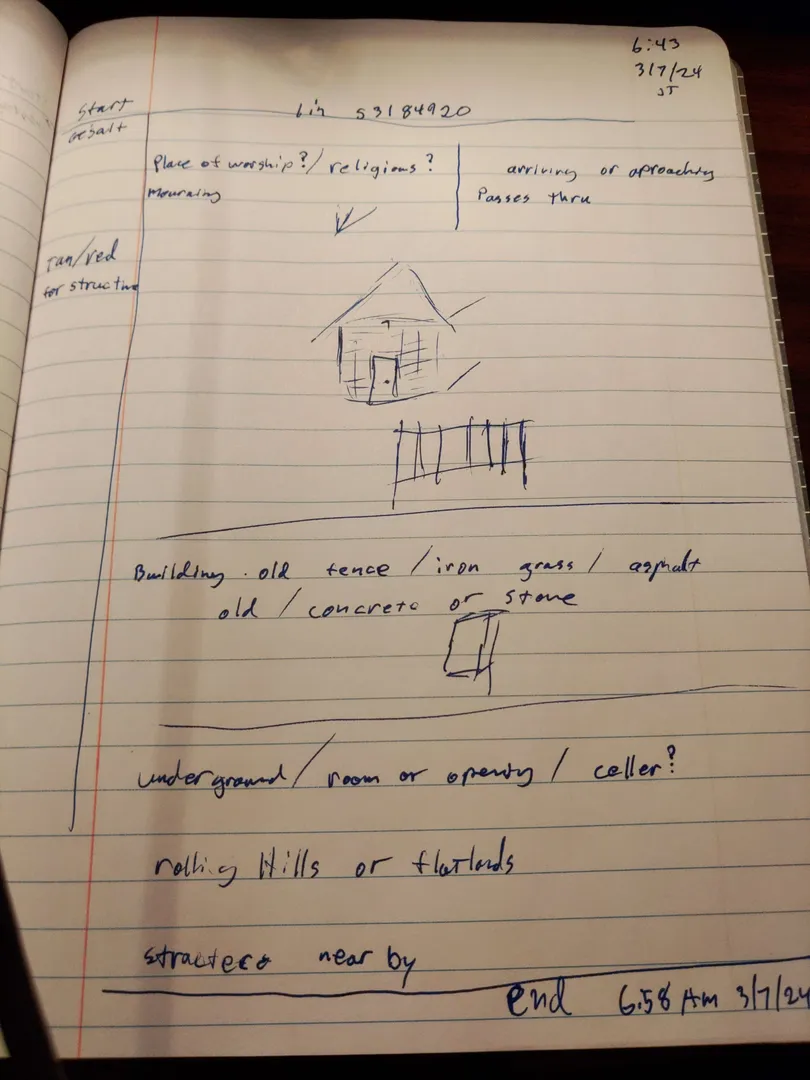 6:43
3/7/24
JT
Start
Gesalt
53184920
Place of worship?/religious?
Mourning
arriving or aproaching
Passes thru
Tan/red
for structure
?
Building. old fence /iron grass / asphalt
old / concrete or stone
underground/room or opening / celler?
rolling Hills or flatlands
near by
end 6:58 Am 3/7/24